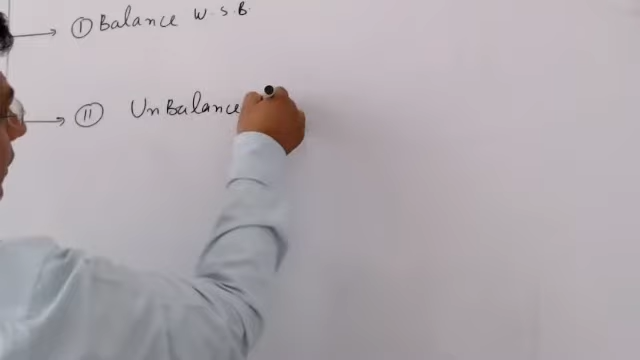 → ① Balance W.S.B.
→ ⑪ UnBalance